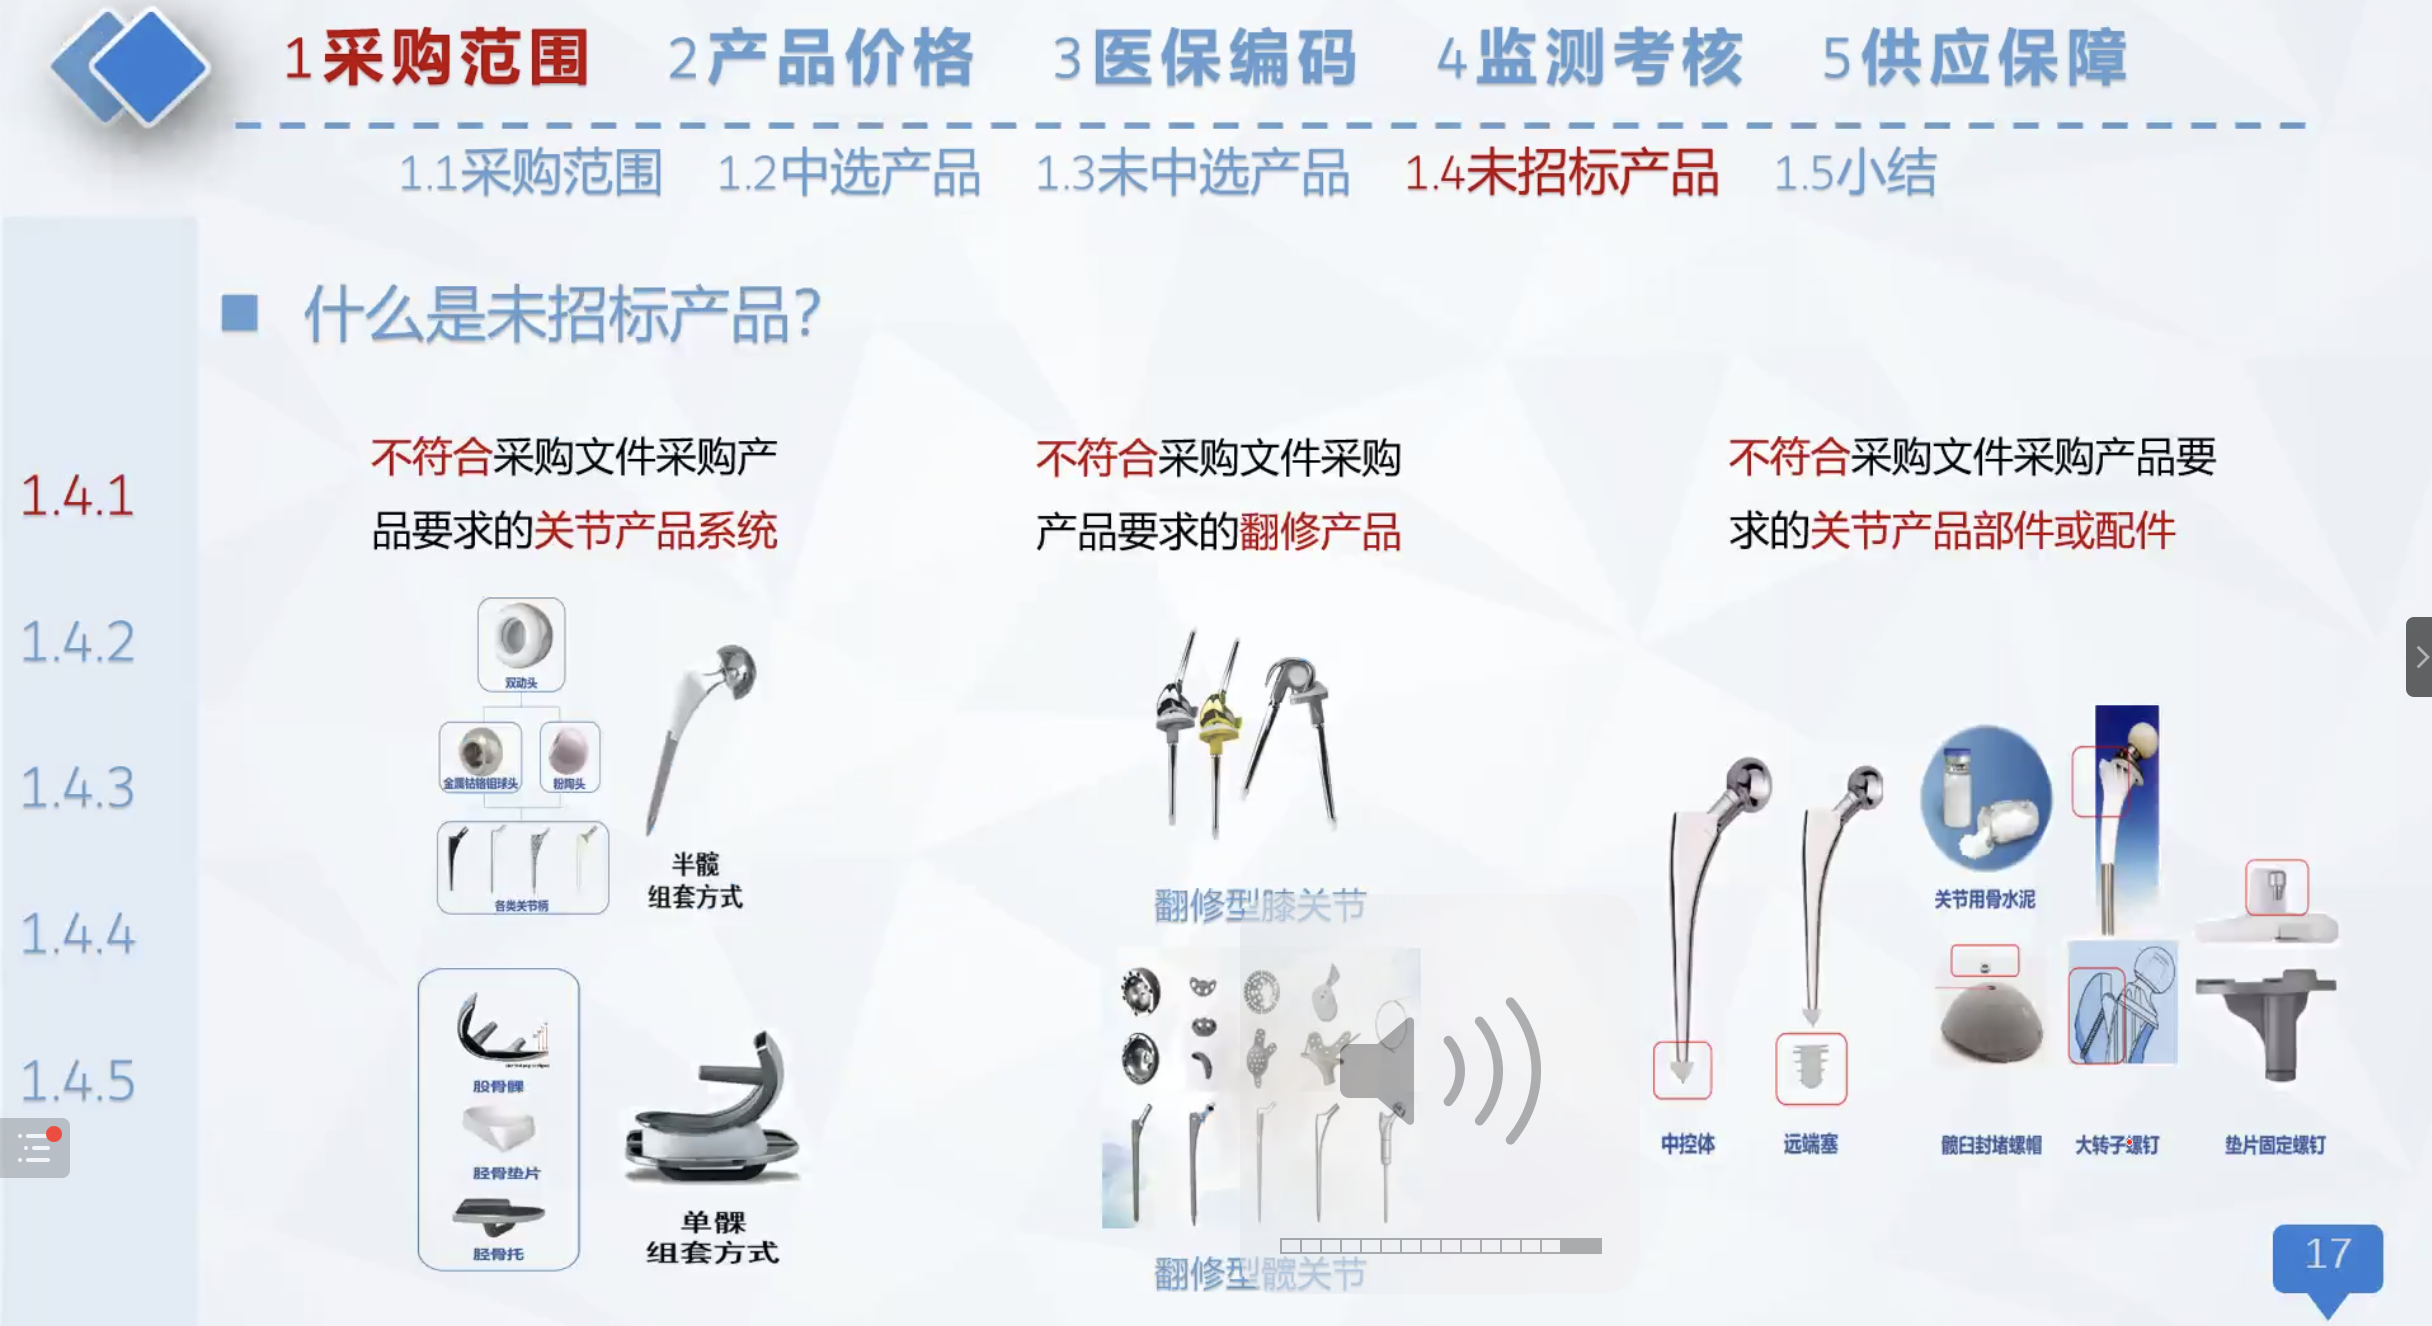 1采购范围 2产品价格 3医保编码 4监测考核 5供应保障
1.1采购范围 1.2中选产品 1.3未中选产品 1.4未招标产品 1.5小结
什么是未招标产品?
1.4.1
1.4.2
1.4.3
1.4.4
1.4.5
不符合采购文件采购产
品要求的关节产品系统
双动头
金属钴铬钼球头
粉陶头
各类关节柄
半髋
组套方式
股骨髁
胫骨垫片
胫骨托
单髁
组套方式
不符合采购文件采购
产品要求的翻修产品
翻修型膝关节
翻修型髋关节
不符合采购文件采购产品要
求的关节产品部件或配件
关节用骨水泥
中控体
远端塞
髋臼封堵螺帽
大转子螺钉
垫片固定螺钉
17